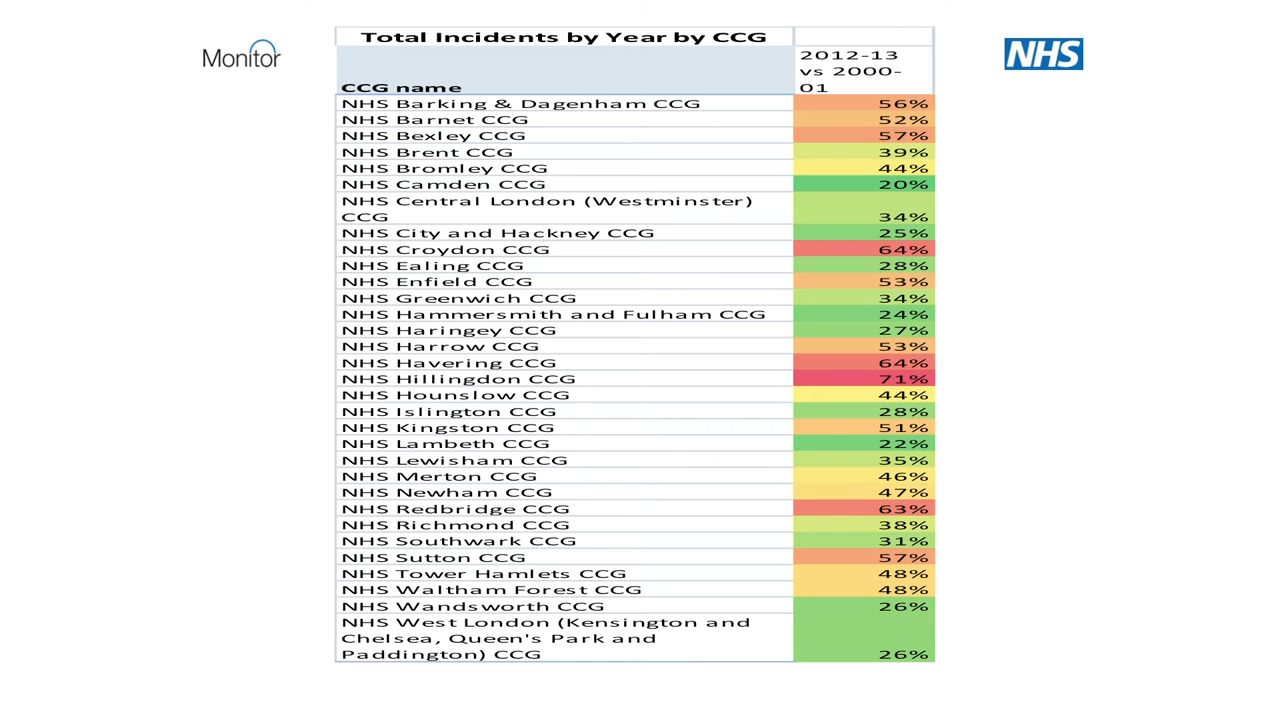 Monitor
NHS
Total Incidents by Year by CCG
CCG name
2012-13
vs 2000-
01
NHS Barking & Dagenham CCG 56%
NHS Barnet CCG 52%
NHS Bexley CCG 57%
NHS Brent CCG 39%
NHS Bromley CCG 44%
NHS Camden CCG 20%
NHS Central London (Westminster)
CCG 34%
NHS City and Hackney CCG 25%
NHS Croydon CCG 64%
NHS Ealing CCG 28%
NHS Enfield CCG 53%
NHS Greenwich CCG 34%
NHS Hammersmith and Fulham CCG 24%
NHS Haringey CCG 27%
NHS Harrow CCG 53%
NHS Havering CCG 64%
NHS Hillingdon CCG 71%
NHS Hounslow CCG 44%
NHS Islington CCG 28%
NHS Kingston CCG 51%
NHS Lambeth CCG 22%
NHS Lewisham CCG 35%
NHS Merton CCG 46%
NHS Newham CCG 47%
NHS Redbridge CCG 63%
NHS Richmond CCG 38%
NHS Southwark CCG 31%
NHS Sutton CCG 57%
NHS Tower Hamlets CCG 48%
NHS Waltham Forest CCG 48%
NHS Wandsworth CCG 26%
NHS West London (Kensington and
Chelsea, Queen's Park and
Paddington) CCG 26%